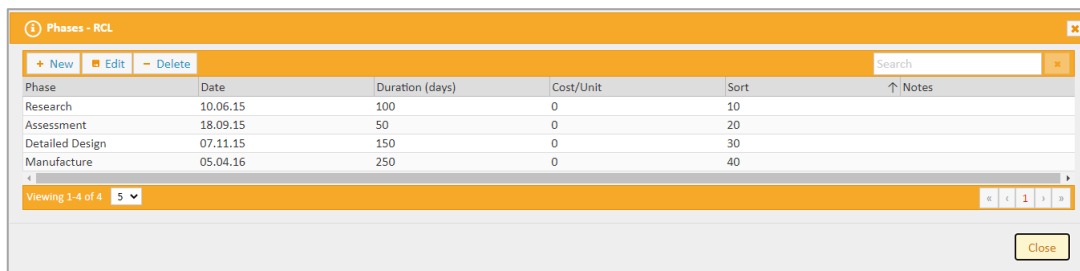 Phases - RCL
+ New Edit - Delete Search
Phase Date Duration (days) Cost/Unit Sort ↑ Notes
Research 10.06.15 100 0 10
Assessment 18.09.15 50 0 20
Detailed Design 07.11.15 150 0 30
Manufacture 05.04.16 250 0 40
Viewing 1-4 of 4 5 « ‹ 1 › »
Close